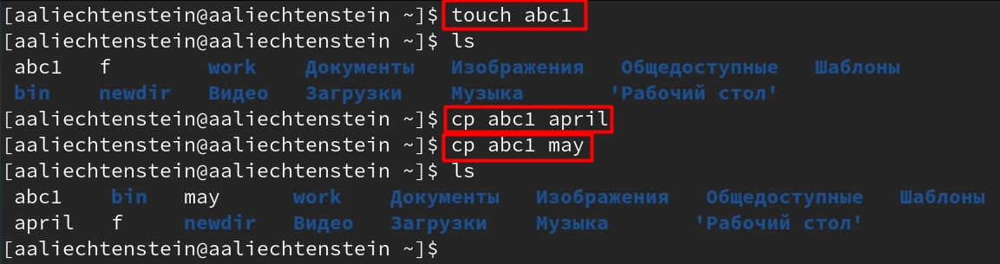 [aaliechtenstein@aaliechtenstein ~]$ touch abc1
[aaliechtenstein@aaliechtenstein ~]$ ls
abc1 f work Документы Изображения Общедоступные Шаблоны
bin newdir Видео Загрузки Музыка 'Рабочий стол'
[aaliechtenstein@aaliechtenstein ~]$ cp abc1 april
[aaliechtenstein@aaliechtenstein ~]$ cp abc1 may
[aaliechtenstein@aaliechtenstein ~]$ ls
abc1 bin may work Документы Изображения Общедоступные Шаблоны
april f newdir Видео Загрузки Музыка 'Рабочий стол'
[aaliechtenstein@aaliechtenstein ~]$